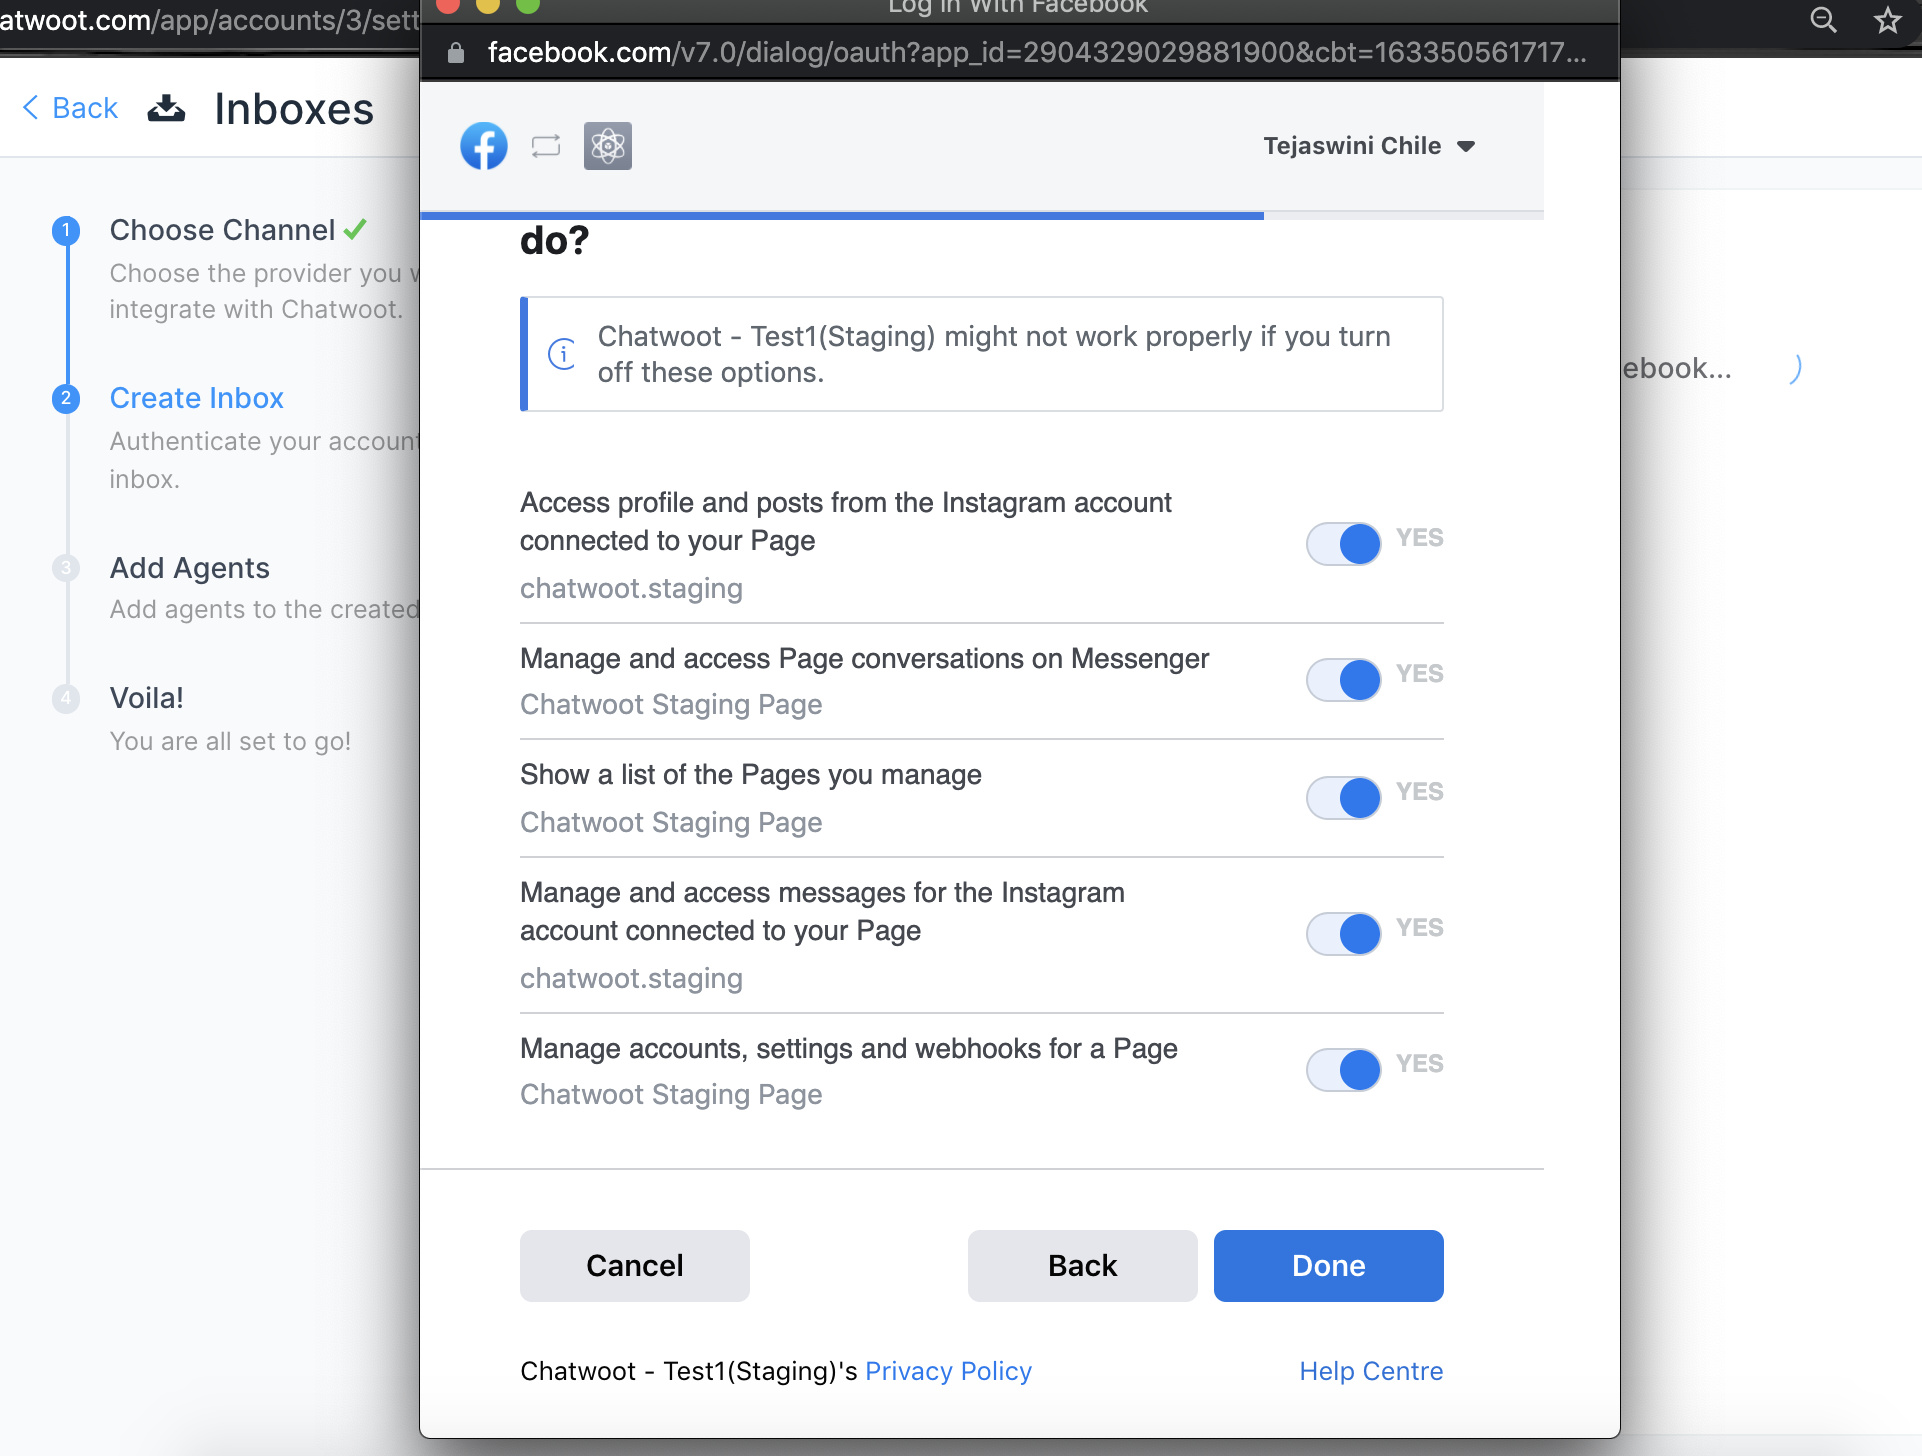 atwoot.com/app/accounts/3/sett
Log in With Facebook
facebook.com/v7.0/dialog/oauth?app_id=2904329029881900&cbt=163350561717...
Back
Inboxes
Tejaswini Chile
1
Choose Channel
Choose the provider you
integrate with Chatwoot.
2
Create Inbox
Authenticate your account
inbox.
3
Add Agents
Add agents to the created
4
Voila!
You are all set to go!
do?
Chatwoot - Test1(Staging) might not work properly if you turn
off these options.
ebook...
Access profile and posts from the Instagram account
connected to your Page
chatwoot.staging
YES
Manage and access Page conversations on Messenger
Chatwoot Staging Page
YES
Show a list of the Pages you manage
Chatwoot Staging Page
YES
Manage and access messages for the Instagram
account connected to your Page
chatwoot.staging
YES
Manage accounts, settings and webhooks for a Page
Chatwoot Staging Page
YES
Cancel
Back
Done
Chatwoot - Test1(Staging)'s Privacy Policy
Help Centre